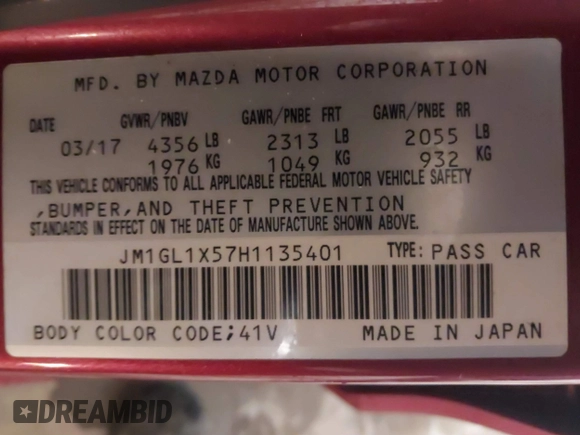 MFD. BY MAZDA MOTOR CORPORATION
DATE GVWR/PNBV GAWR/PNBE FRT GAWR/PNBE RR
03/17 4356 LB 2313 LB 2055 LB
1976 KG 1049 KG 932 KG
THIS VEHICLE CONFORMS TO ALL APPLICABLE FEDERAL MOTOR VEHICLE SAFETY
,BUMPER,AND THEFT PREVENTION
STANDARDS IN EFFECT ON THE DATE OF MANUFACTURE SHOWN ABOVE.
JM1GL1X57H1135401 TYPE: PASS CAR
BODY COLOR CODE;41V MADE IN JAPAN
DREAMBID